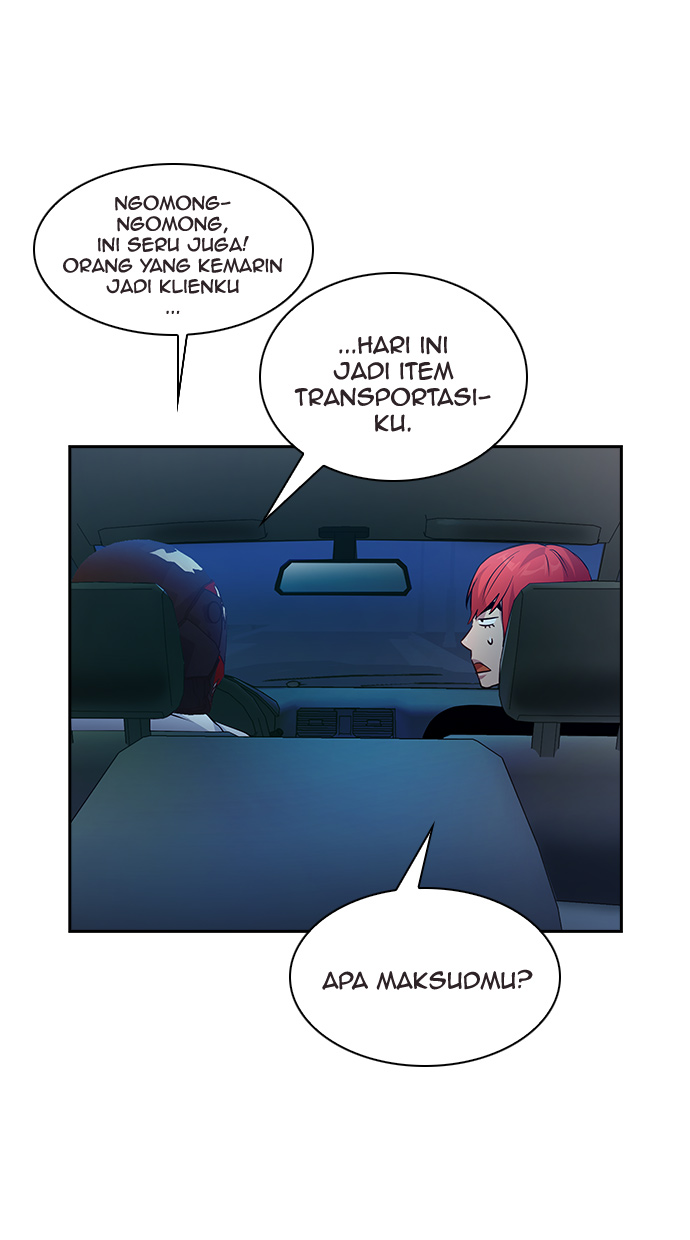 NGOMONG-
NGOMONG,
INI SERU JUGA!
ORANG YANG KEMARIN
JADI KLIENKU
...
...HARI INI
JADI ITEM
TRANSPORTASI-
KU.
APA MAKSUDMU?